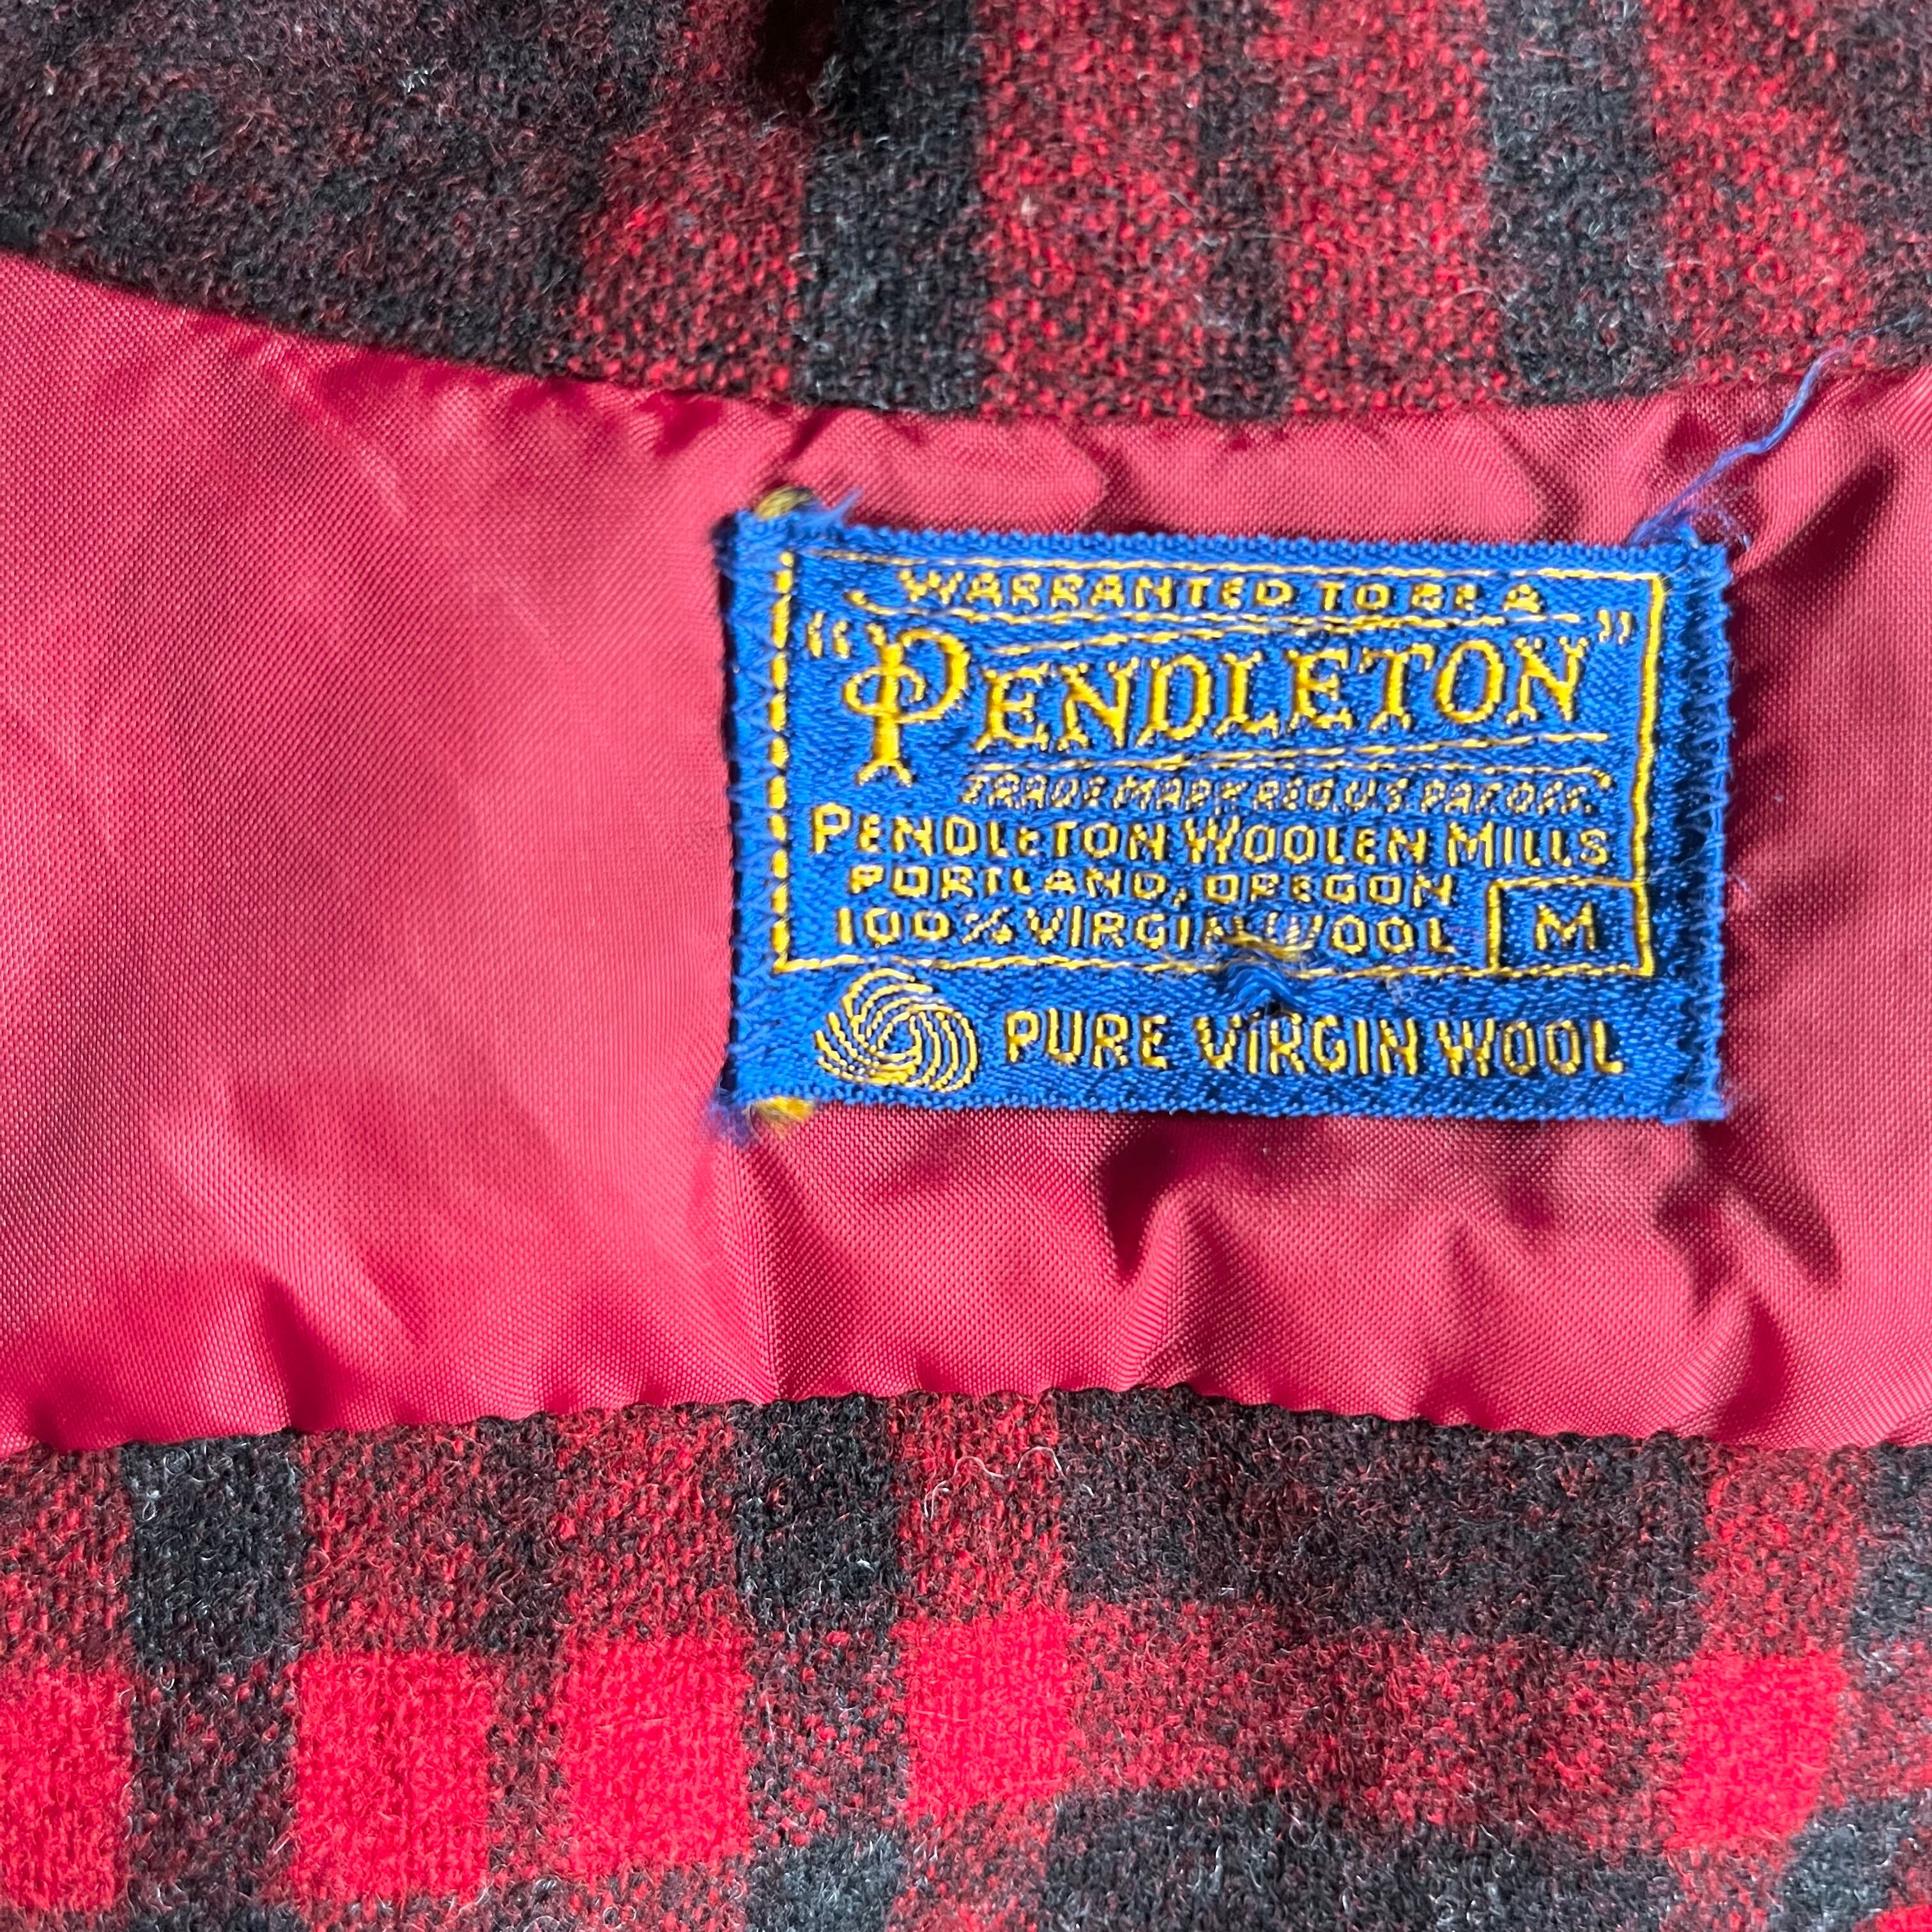 WARRANTED TO BE A
"PENDLETON"
TRADE MARK REG. U.S. PAT. OFF.
PENDLETON WOOLEN MILLS
PORTLAND, OREGON
100% VIRGIN WOOL M
PURE VIRGIN WOOL